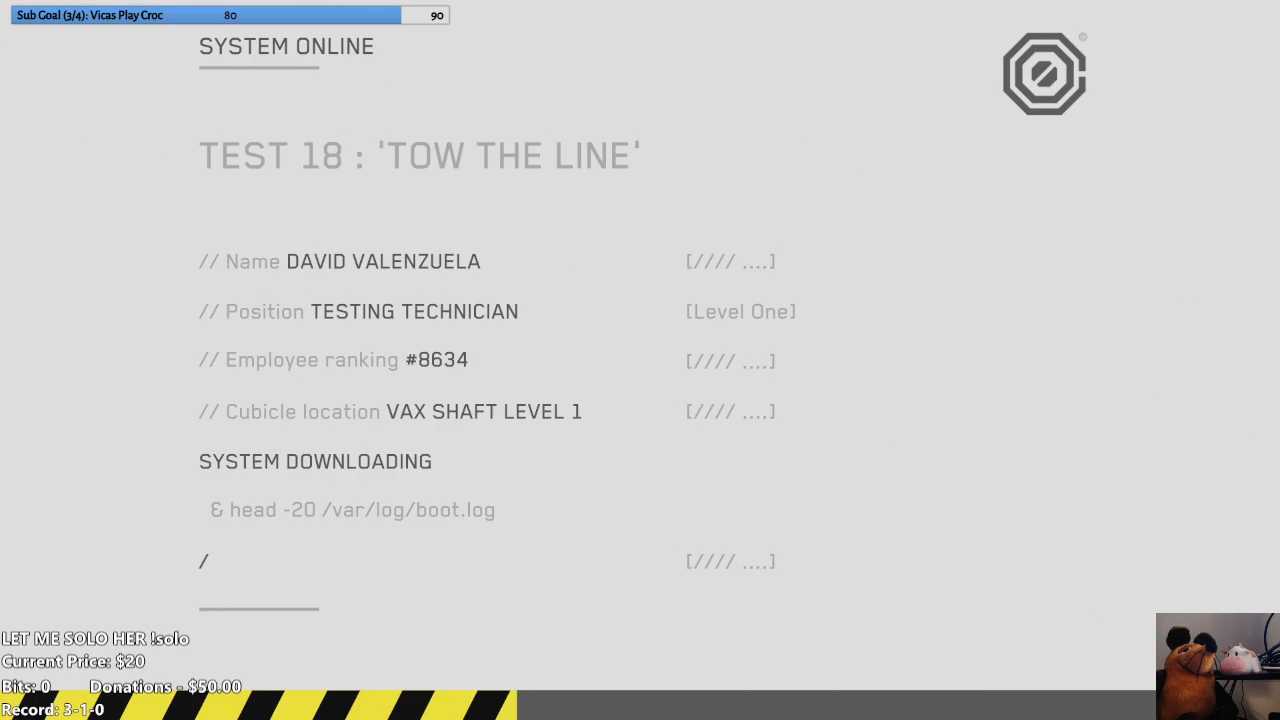 Sub Goal (3/4): Vicas Play Croc 80 90
SYSTEM ONLINE
©
TEST 18 : 'TOW THE LINE'
// Name DAVID VALENZUELA [//// ....]
// Position TESTING TECHNICIAN [Level One]
// Employee ranking #8634 [//// ....]
// Cubicle location VAX SHAFT LEVEL 1 [//// ....]
SYSTEM DOWNLOADING
& head -20 /var/log/boot.log
/ [//// ....]
LET ME SOLO HER !solo
Current Price: $20
Bits: 0 Donations - $50.00
Record: 3-1-0